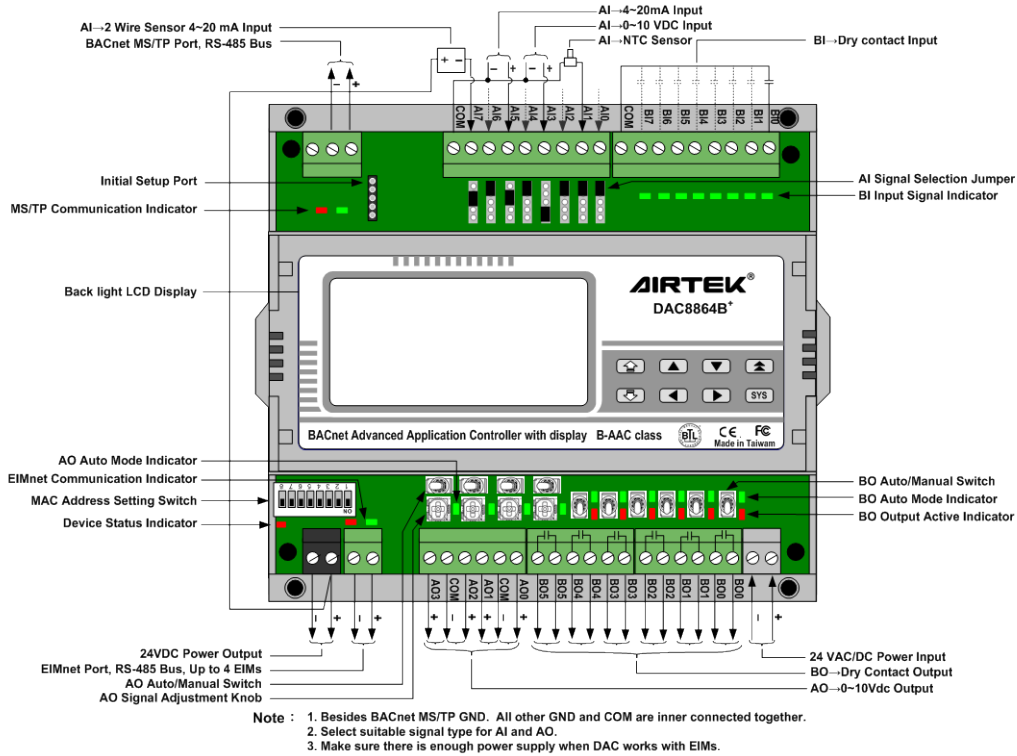 AI→4~20mA Input
AI→2 Wire Sensor 4~20 mA Input
AI→0~10 VDC Input
BACnet MS/TP Port, RS-485 Bus
AI→NTC Sensor
BI→Dry contact Input
+ −
− +
− +
− +
COM AI7 AI6 AI5 AI4 AI3 AI2 AI1 AI0
COM BI7 BI6 BI5 BI4 BI3 BI2 BI1 BI0
Initial Setup Port
MS/TP Communication Indicator
AI Signal Selection Jumper
BI Input Signal Indicator
Back light LCD Display
AIRTEK®
DAC8864B+
SYS
BACnet Advanced Application Controller with display B-AAC class
BTL CE FC
Made in Taiwam
AO Auto Mode Indicator
EIMnet Communication Indicator
MAC Address Setting Switch
Device Status Indicator
8 7 6 5 4 3 2 1
ON
BO Auto/Manual Switch
BO Auto Mode Indicator
BO Output Active Indicator
AO3 COM AO2 AO1 COM AO0
BO5 BO5 BO4 BO4 BO3 BO3 BO2 BO2 BO1 BO1 BO0 BO0
− +
− +
+ − + + − +
− +
24VDC Power Output
EIMnet Port, RS-485 Bus, Up to 4 EIMs
AO Auto/Manual Switch
AO Signal Adjustment Knob
24 VAC/DC Power Input
BO→Dry Contact Output
AO→0~10Vdc Output
Note : 1. Besides BACnet MS/TP GND. All other GND and COM are inner connected together.
2. Select suitable signal type for AI and AO.
3. Make sure there is enough power supply when DAC works with EIMs.